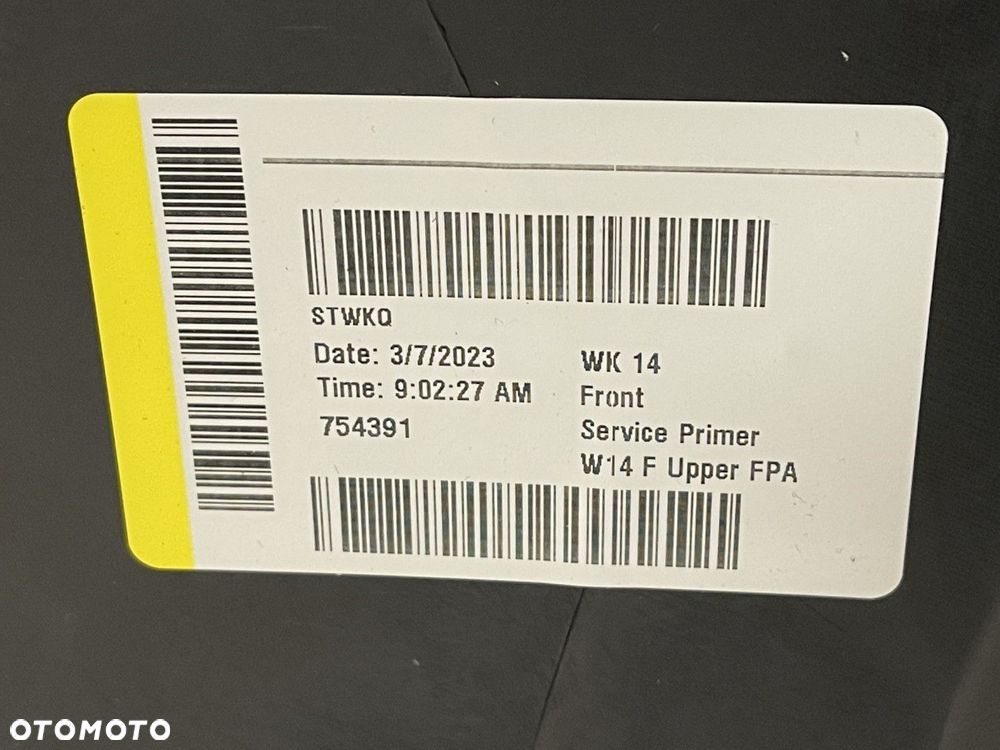 STWKQ
Date: 3/7/2023
Time: 9:02:27 AM
754391
WK 14
Front
Service Primer
W14 F Upper FPA
OTOMOTO